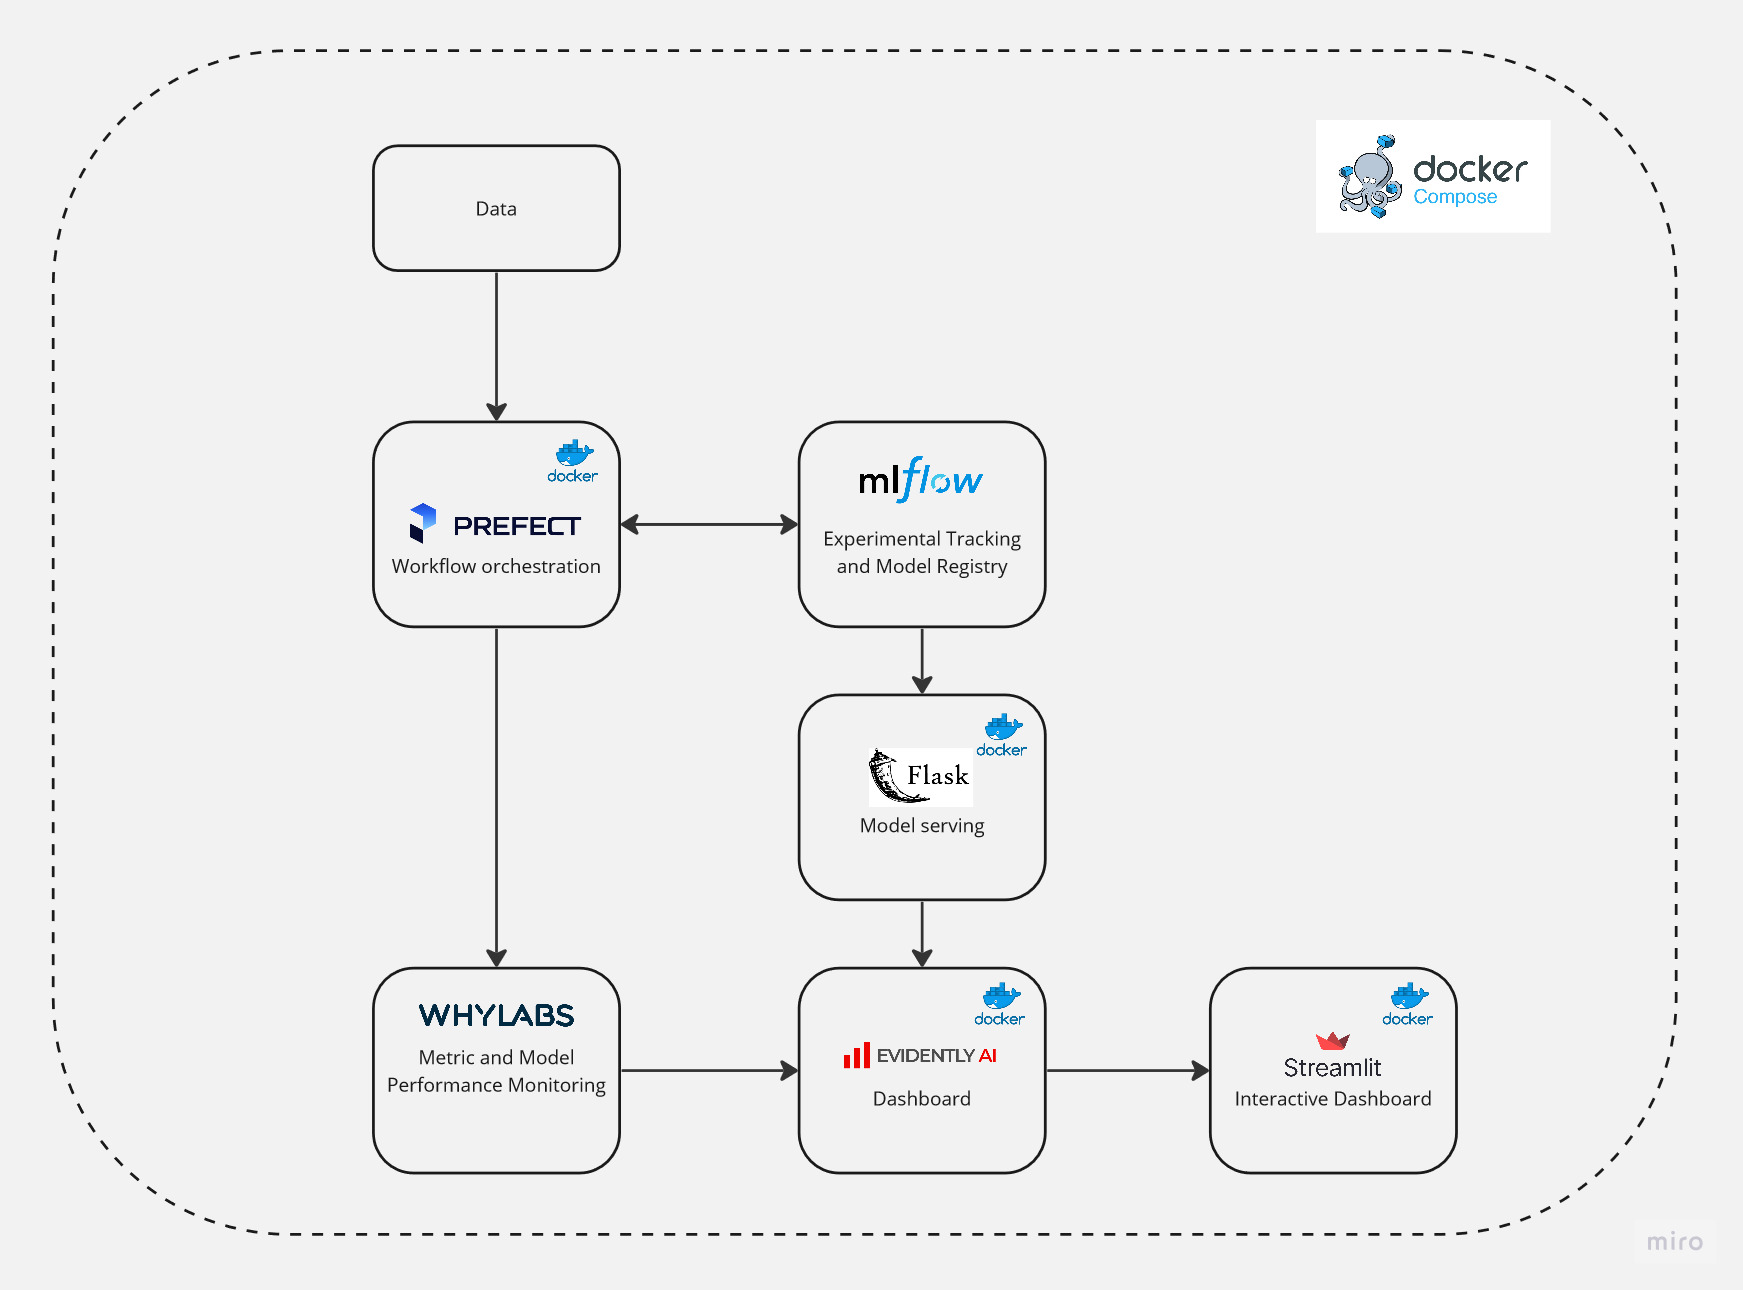 docker
Compose
Data
docker
PREFECT
Workflow orchestration
mlflow
Experimental Tracking
and Model Registry
docker
Flask
Model serving
WHYLABS
Metric and Model
Performance Monitoring
docker
EVIDENTLY AI
Dashboard
docker
Streamlit
Interactive Dashboard
miro